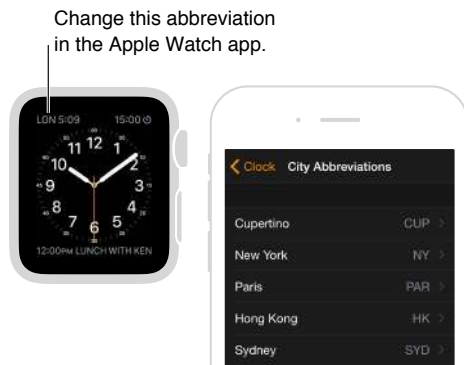 Change this abbreviation
in the Apple Watch app.
LON 5:09 15:00
11 12 1
10 2
9 3
8 4
7 6 5
12:00PM LUNCH WITH KEN
Clock City Abbreviations
Cupertino CUP
New York NY
Paris PAR
Hong Kong HK
Sydney SYD